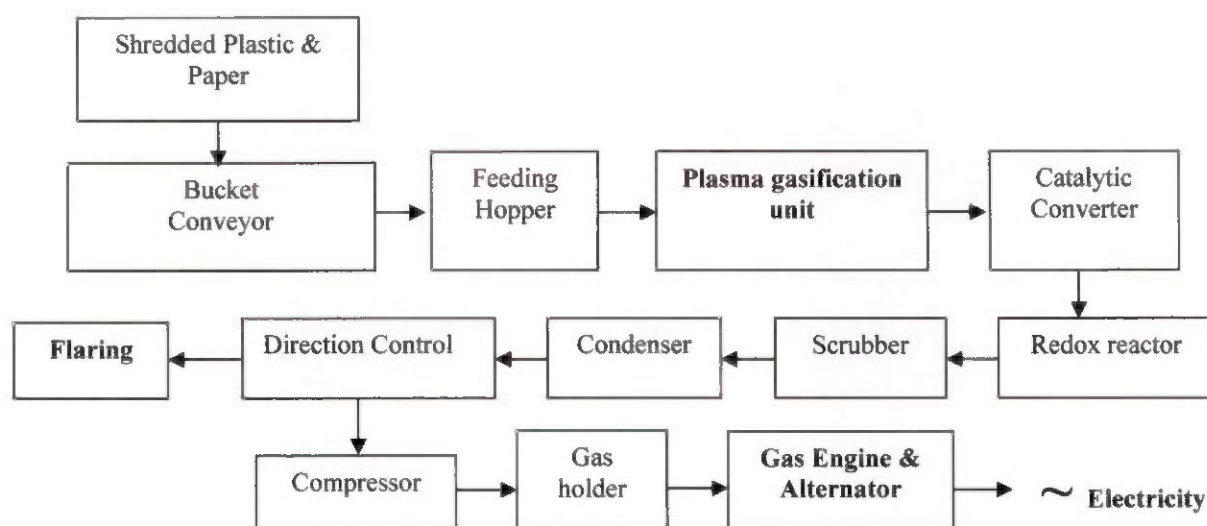 Shredded Plastic &
Paper
Bucket
Conveyor
Feeding
Hopper
Plasma gasification
unit
Catalytic
Converter
Flaring
Direction Control
Condenser
Scrubber
Redox reactor
Compressor
Gas
holder
Gas Engine &
Alternator
~ Electricity